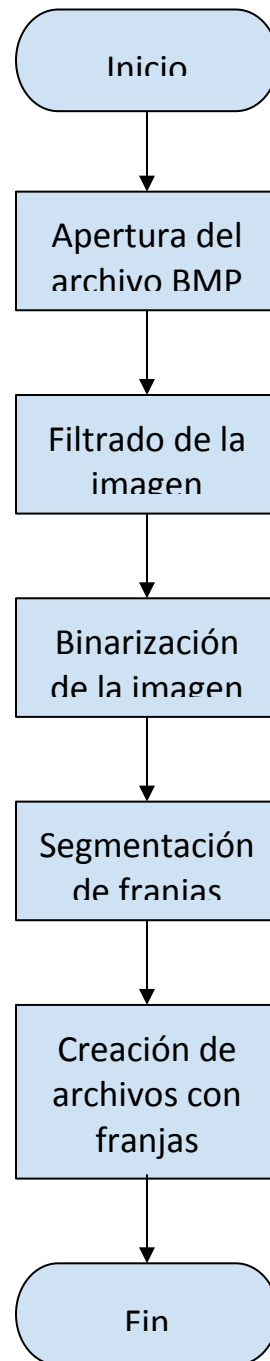 Inicio
Apertura del
archivo BMP
Filtrado de la
imagen
Binarización
de la imagen
Segmentación
de franjas
Creación de
archivos con
franjas
Fin